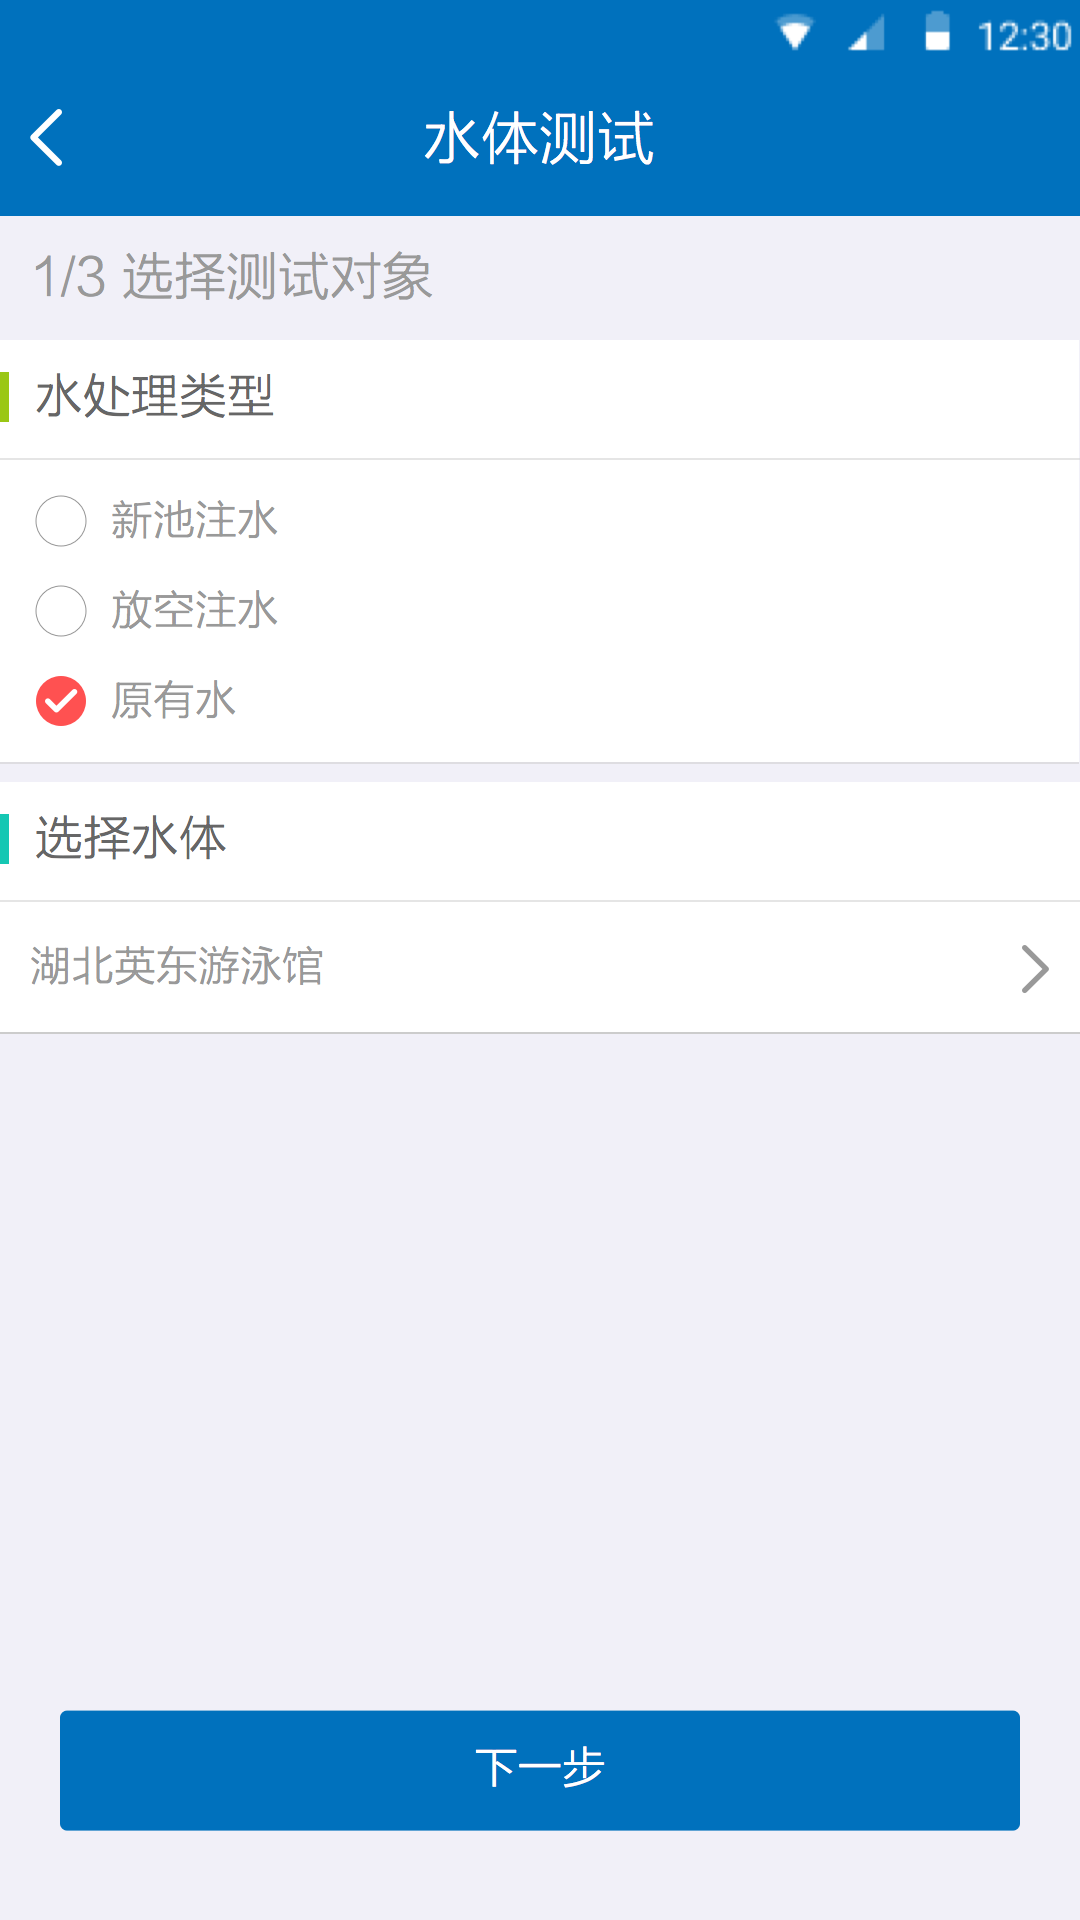 12:30
水体测试
1/3 选择测试对象
水处理类型
新池注水
放空注水
原有水
选择水体
湖北英东游泳馆
下一步